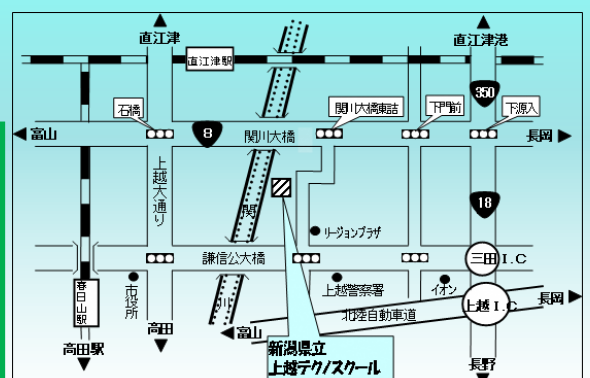 直江津
直江津港
直江津駅
350
石橋
関川大橋東詰
下門前
下源入
富山
8
関川大橋
長岡
上越大通り
関
18
リージョンプラザ
謙信公大橋
三田I.C
市役所
上越警察署
イオン
春日山駅
川
上越I.C
長岡
北陸自動車道
高田
富山
高田駅
新潟県立
上越テクノスクール
長野